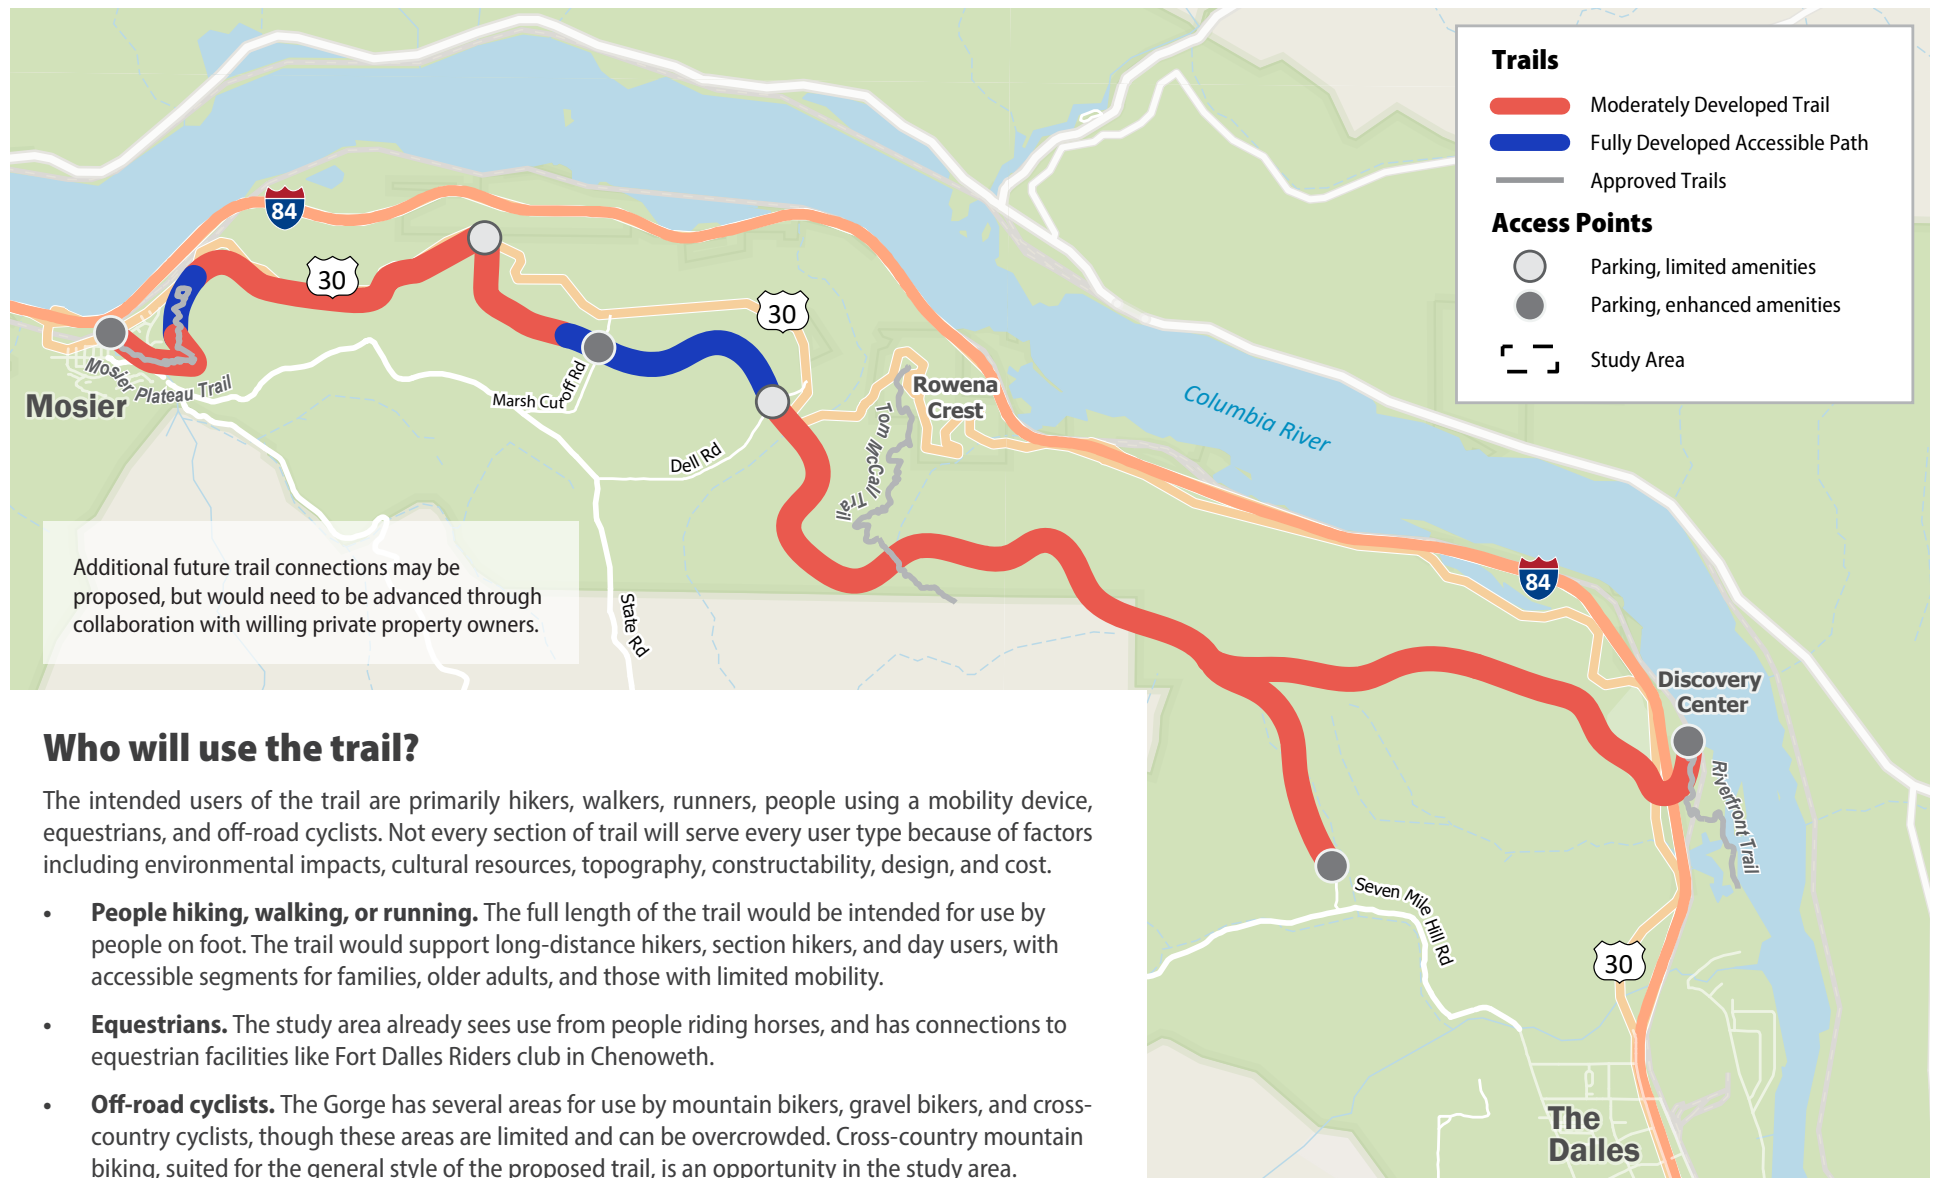 Trails
Moderately Developed Trail
Fully Developed Accessible Path
Approved Trails
Access Points
Parking, limited amenities
Parking, enhanced amenities
Study Area
84
30
30
Mosier Plateau Trail
Mosier
Marsh Cutoff Rd
Dell Rd
State Rd
Tom McCall Trail
Rowena
Crest
Columbia River
84
Discovery
Center
Riverfront Trail
Seven Mile Hill Rd
30
The
Dalles
Additional future trail connections may be
proposed, but would need to be advanced through
collaboration with willing private property owners.
Who will use the trail?
The intended users of the trail are primarily hikers, walkers, runners, people using a mobility device,
equestrians, and off-road cyclists. Not every section of trail will serve every user type because of factors
including environmental impacts, cultural resources, topography, constructability, design, and cost.
• People hiking, walking, or running. The full length of the trail would be intended for use by
people on foot. The trail would support long-distance hikers, section hikers, and day users, with
accessible segments for families, older adults, and those with limited mobility.
• Equestrians. The study area already sees use from people riding horses, and has connections to
equestrian facilities like Fort Dalles Riders club in Chenoweth.
• Off-road cyclists. The Gorge has several areas for use by mountain bikers, gravel bikers, and cross-
country cyclists, though these areas are limited and can be overcrowded. Cross-country mountain
biking, suited for the general style of the proposed trail, is an opportunity in the study area.